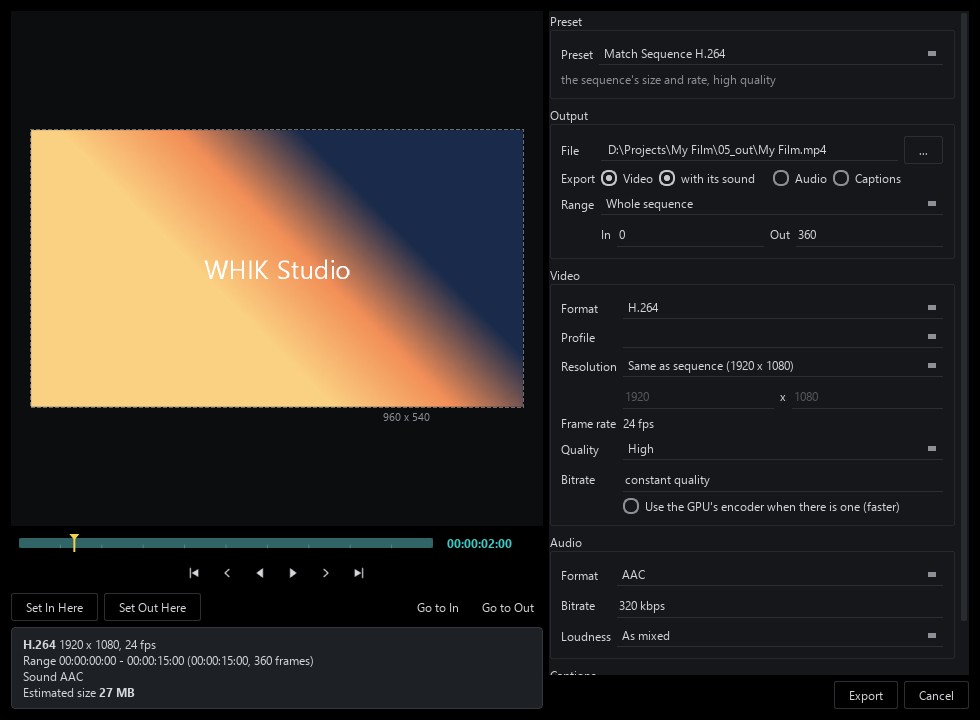 WHIK Studio
960 x 540
00:00:02:00
Set In Here
Set Out Here
Go to In
Go to Out
H.264 1920 x 1080, 24 fps
Range 00:00:00:00 - 00:00:15:00 (00:00:15:00, 360 frames)
Sound AAC
Estimated size 27 MB
Preset
Preset Match Sequence H.264
the sequence's size and rate, high quality
Output
File D:\Projects\My Film\05_out\My Film.mp4 ...
Export Video with its sound Audio Captions
Range Whole sequence
In 0 Out 360
Video
Format H.264
Profile
Resolution Same as sequence (1920 x 1080)
1920 x 1080
Frame rate 24 fps
Quality High
Bitrate constant quality
Use the GPU's encoder when there is one (faster)
Audio
Format AAC
Bitrate 320 kbps
Loudness As mixed
Export Cancel